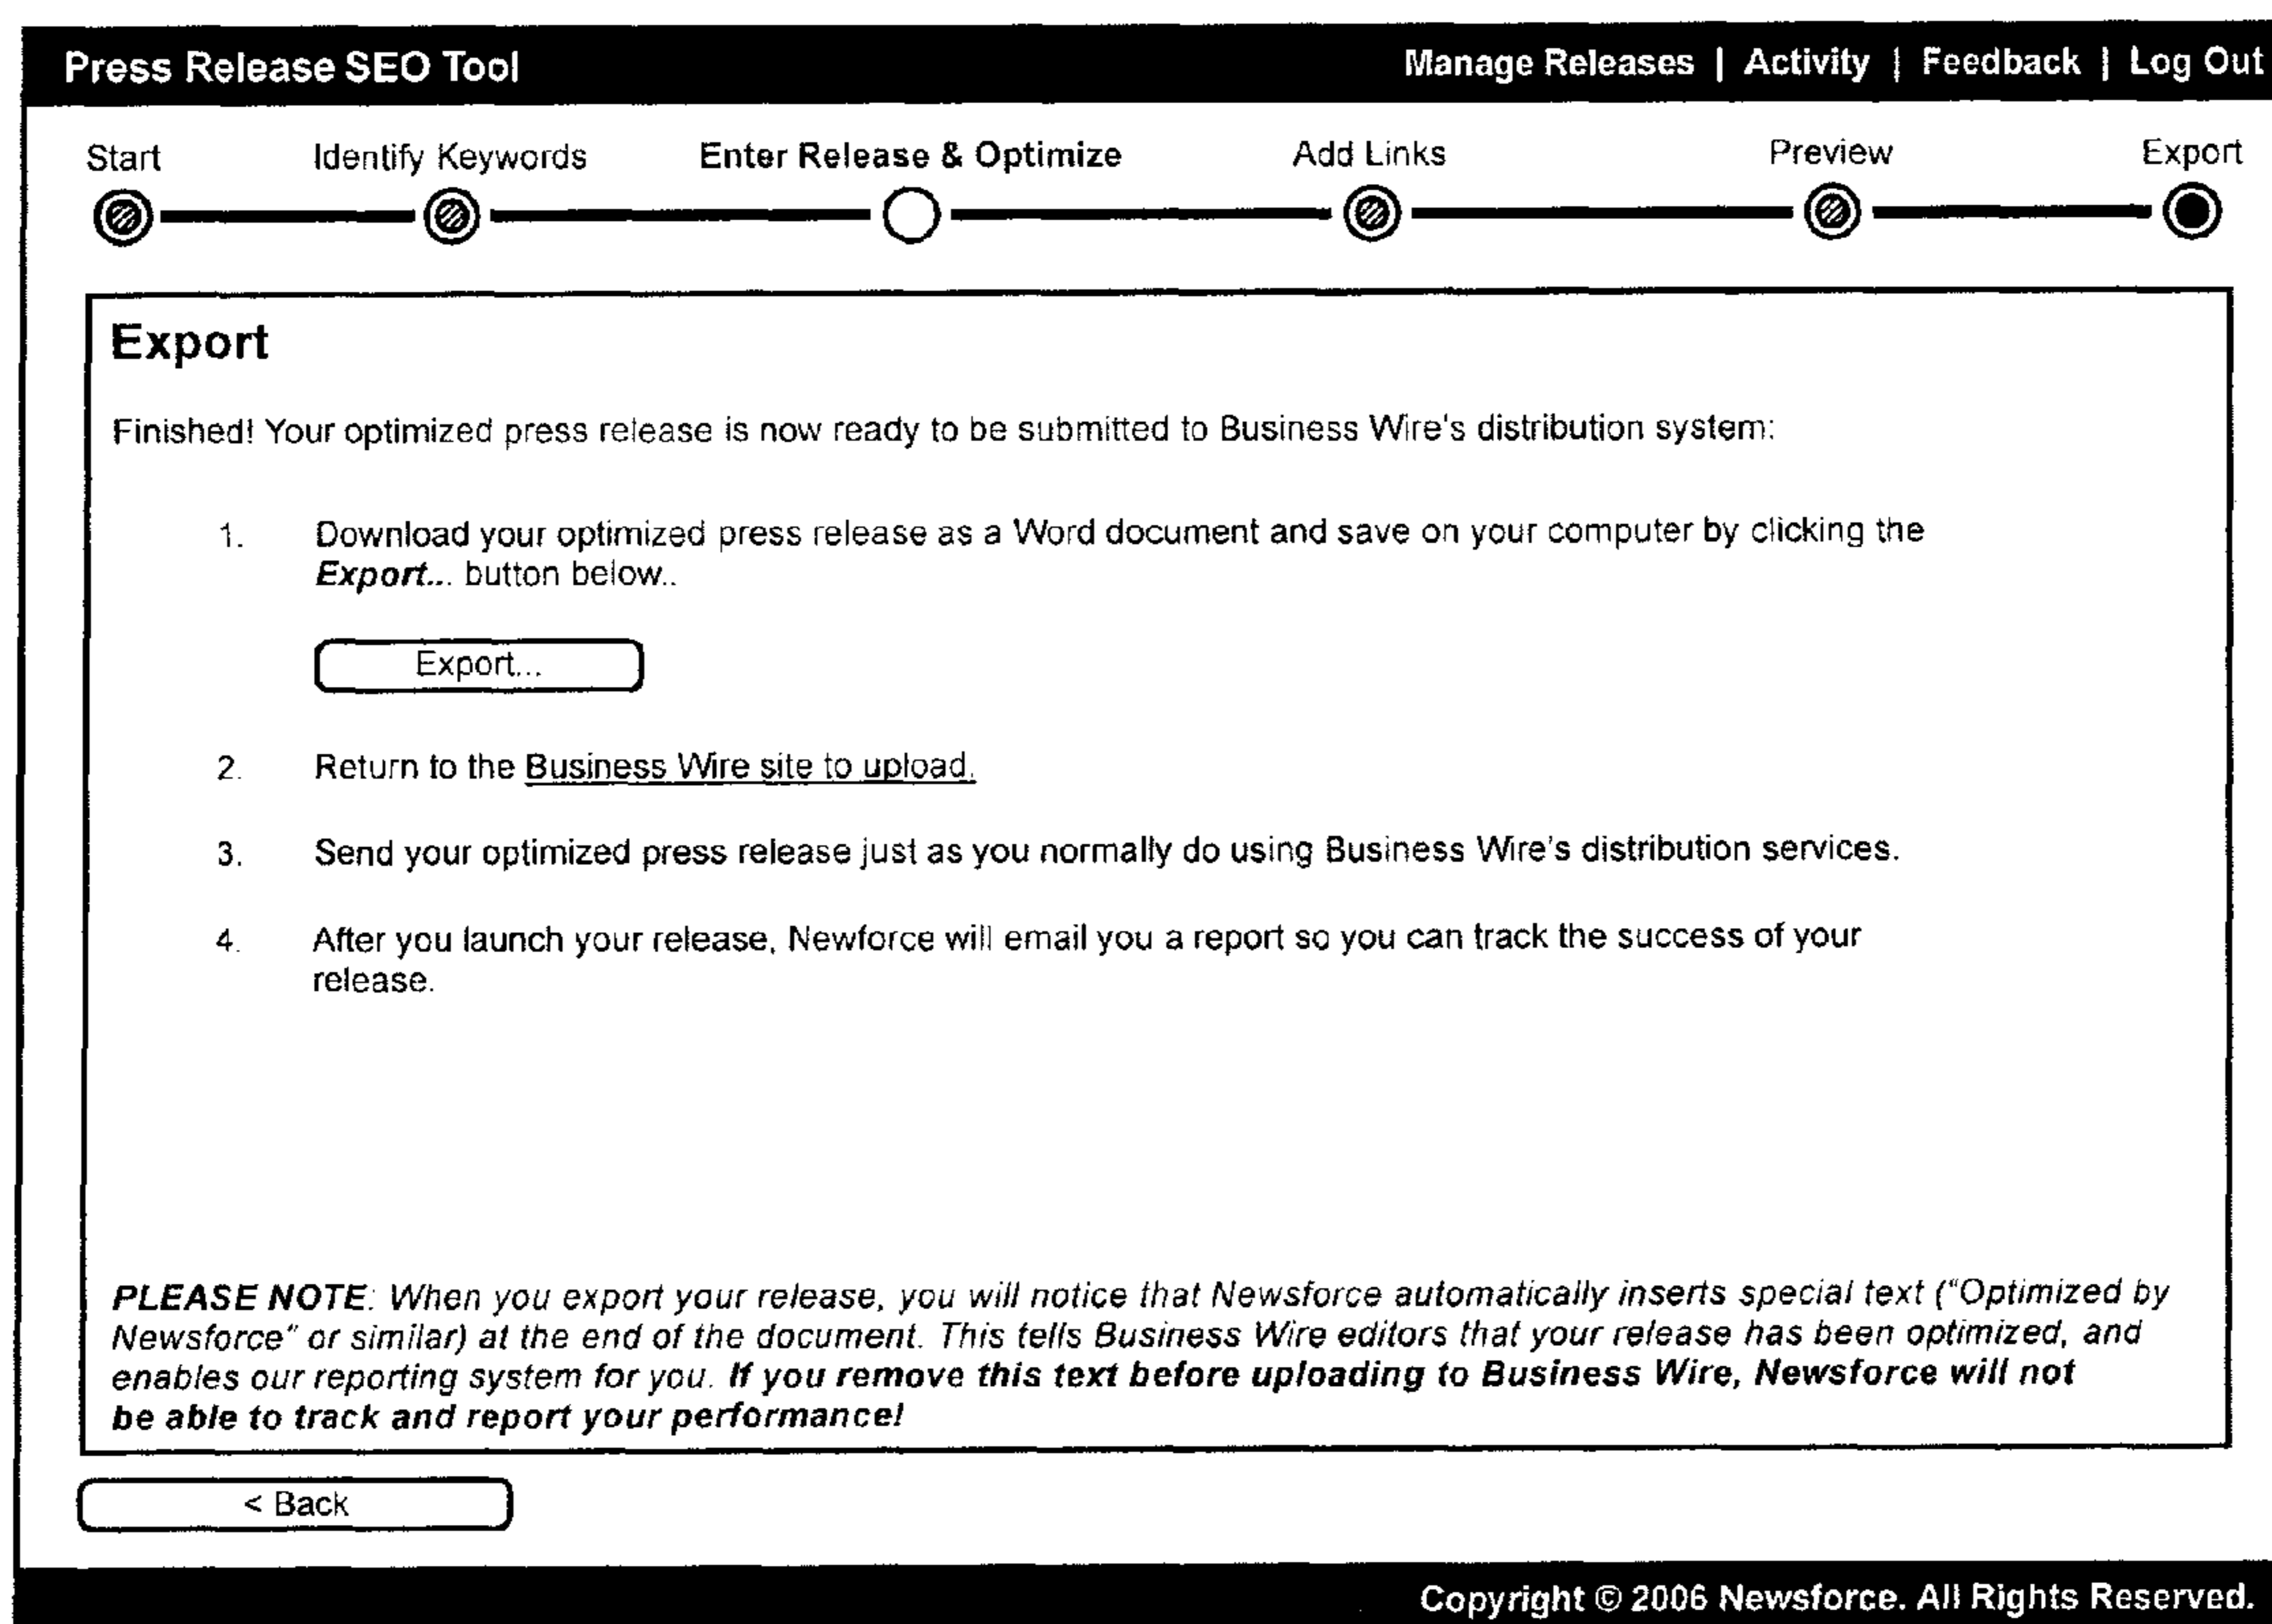 Press Release SEO Tool Manage Releases | Activity | Feedback | Log Out
Start Identify Keywords Enter Release & Optimize Add Links Preview Export
Export
Finished! Your optimized press release is now ready to be submitted to Business Wire's distribution system:
1. Download your optimized press release as a Word document and save on your computer by clicking the
Export... button below..
Export...
2. Return to the Business Wire site to upload.
3. Send your optimized press release just as you normally do using Business Wire's distribution services.
4. After you launch your release, Newforce will email you a report so you can track the success of your
release.
PLEASE NOTE: When you export your release, you will notice that Newsforce automatically inserts special text ("Optimized by
Newsforce" or similar) at the end of the document. This tells Business Wire editors that your release has been optimized, and
enables our reporting system for you. If you remove this text before uploading to Business Wire, Newsforce will not
be able to track and report your performance!
< Back
Copyright © 2006 Newsforce. All Rights Reserved.